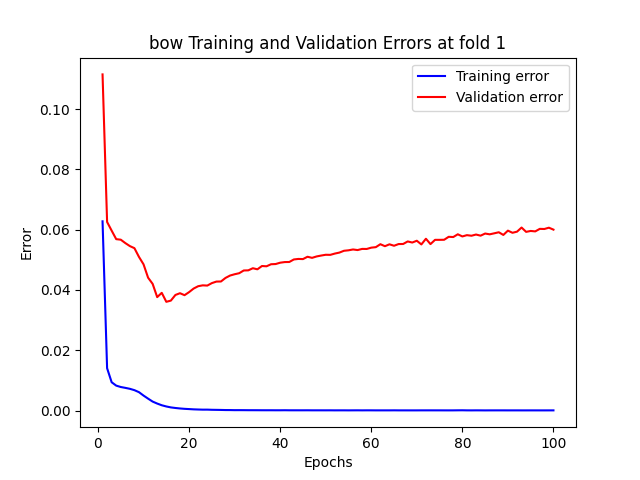 bow Training and Validation Errors at fold 1
Training error
Validation error
0.10
0.08
0.06
0.04
0.02
0.00
Error
0
20
40
60
80
100
Epochs